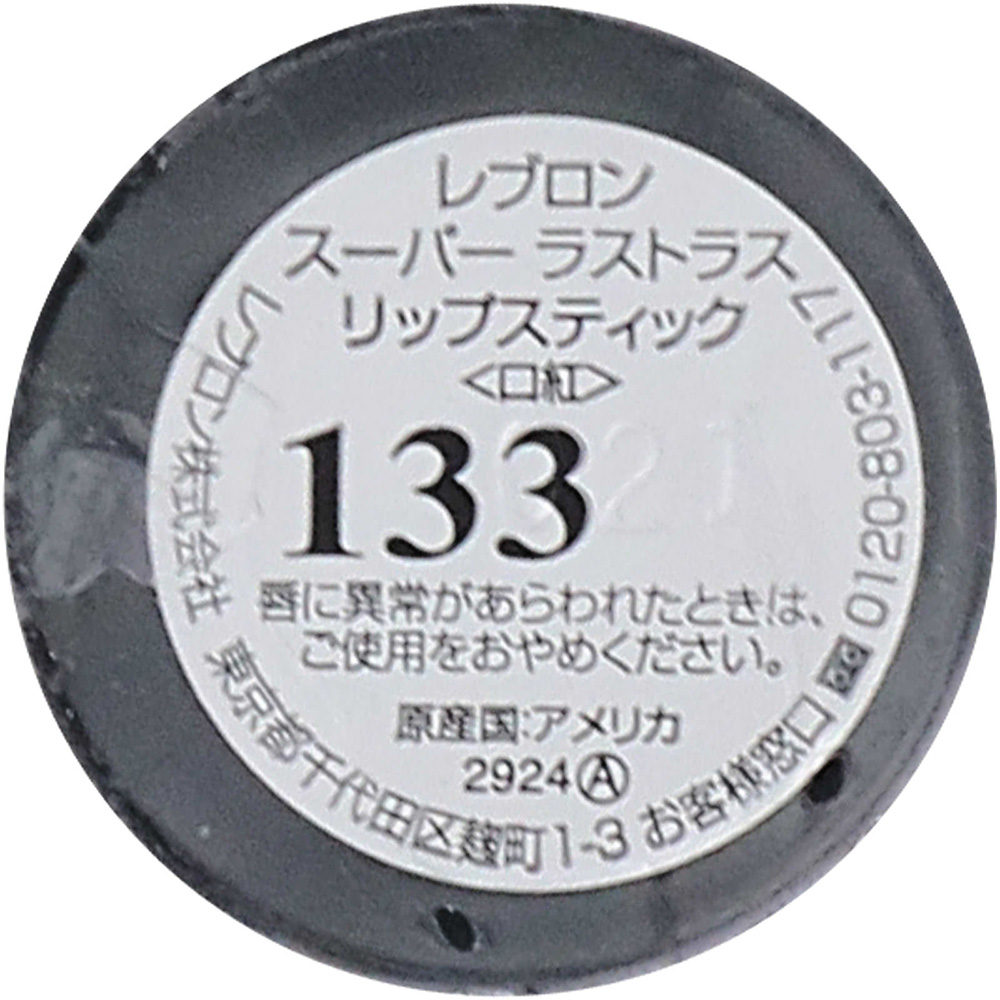 レブロン
スーパー ラストラス
リップスティック
<口紅>
133
唇に異常があらわれたときは、
ご使用をおやめください。
原産国:アメリカ
2924Ⓐ
レブロン株式会社 東京都千代田区麹町1-3 お客様窓口 0120-803-117